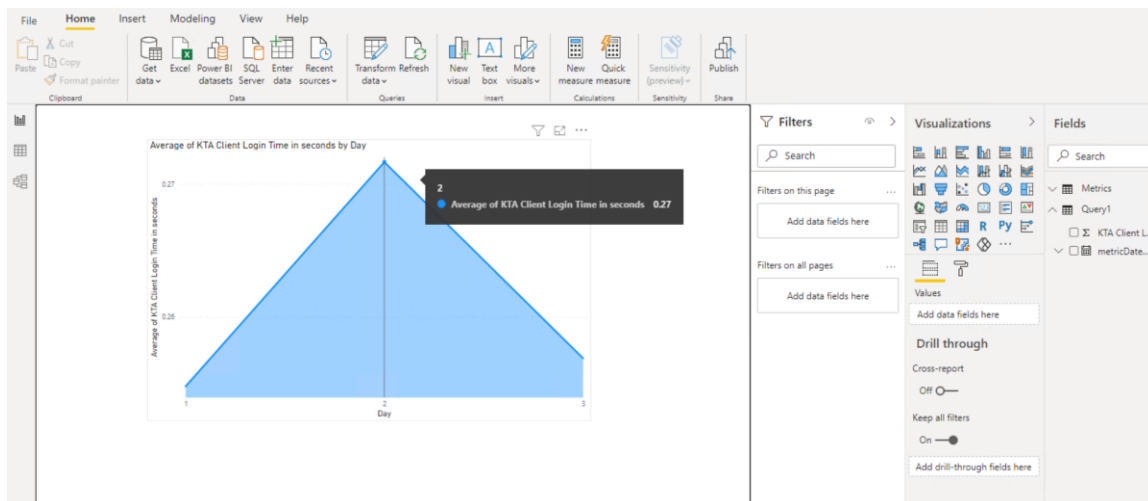 File Home Insert Modeling View Help
Paste
Cut
Copy
Format painter
Clipboard
Get data
Excel
Power BI datasets
SQL Server
Enter data
Recent sources
Data
Transform data
Refresh
Queries
New visual
Text box
More visuals
Insert
New measure
Quick measure
Calculations
Sensitivity (preview)
Sensitivity
Publish
Share
Average of KTA Client Login Time in seconds by Day
Average of KTA Client Login Time in seconds
0.27
0.26
2
Average of KTA Client Login Time in seconds 0.27
1 2 3
Day
Filters
Search
Filters on this page ...
Add data fields here
Filters on all pages ...
Add data fields here
Visualizations
R Py
...
Values
Add data fields here
Drill through
Cross-report
Off
Keep all filters
On
Add drill-through fields here
Fields
Search
Metrics
Query1
Σ KTA Client L...
metricDate...